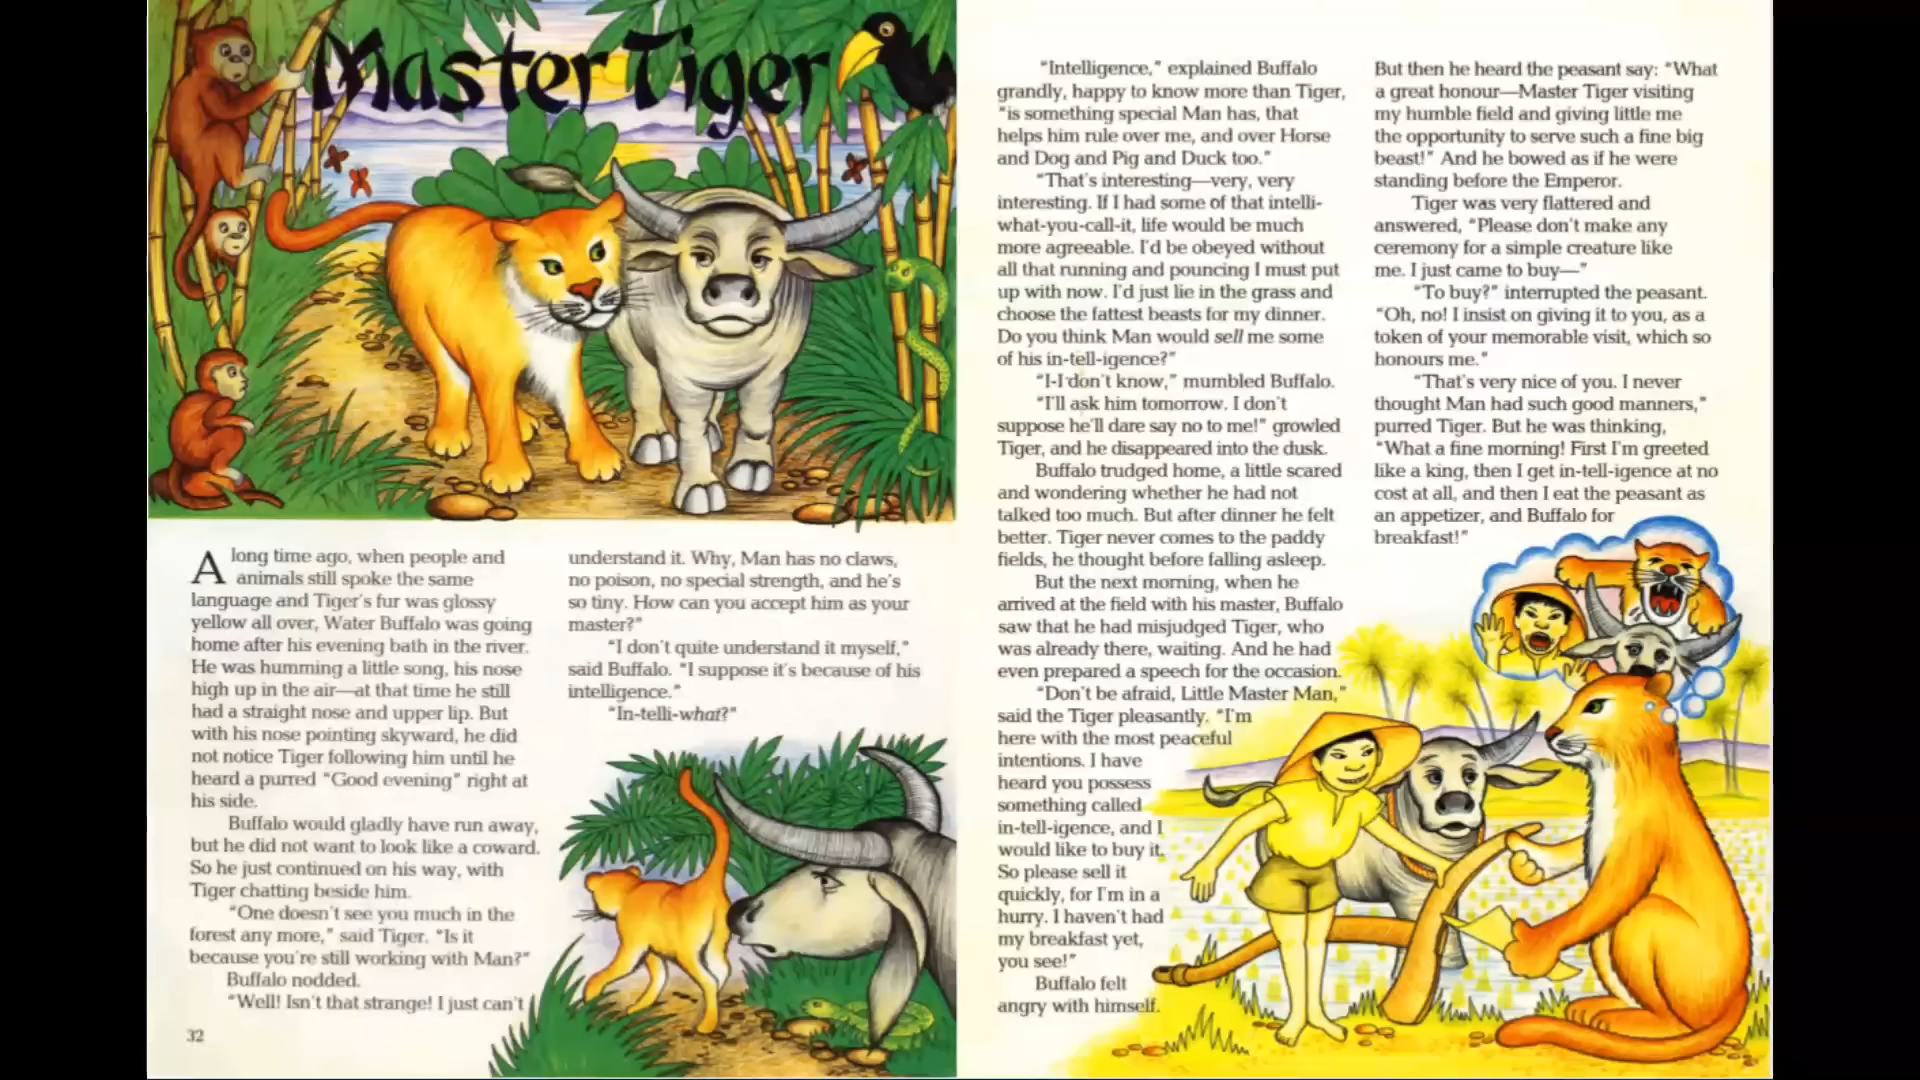 Master Tiger
A long time ago, when people and
animals still spoke the same
language and Tiger's fur was glossy
yellow all over, Water Buffalo was going
home after his evening bath in the river.
He was humming a little song, his nose
high up in the air—at that time he still
had a straight nose and upper lip. But
with his nose pointing skyward, he did
not notice Tiger following him until he
heard a purred "Good evening" right at
his side.
Buffalo would gladly have run away,
but he did not want to look like a coward.
So he just continued on his way, with
Tiger chatting beside him.
"One doesn't see you much in the
forest any more," said Tiger. "Is it
because you're still working with Man?"
Buffalo nodded.
"Well! Isn't that strange! I just can't
32
understand it. Why, Man has no claws,
no poison, no special strength, and he's
so tiny. How can you accept him as your
master?"
"I don't quite understand it myself,"
said Buffalo. "I suppose it's because of his
intelligence."
"In-telli-what?"
"Intelligence," explained Buffalo
grandly, happy to know more than Tiger,
"is something special Man has, that
helps him rule over me, and over Horse
and Dog and Pig and Duck too."
"That's interesting—very, very
interesting. If I had some of that intelli-
what-you-call-it, life would be much
more agreeable. I'd be obeyed without
all that running and pouncing I must put
up with now. I'd just lie in the grass and
choose the fattest beasts for my dinner.
Do you think Man would sell me some
of his in-tell-igence?"
"I-I don't know," mumbled Buffalo.
"I'll ask him tomorrow. I don't
suppose he'll dare say no to me!" growled
Tiger, and he disappeared into the dusk.
Buffalo trudged home, a little scared
and wondering whether he had not
talked too much. But after dinner he felt
better. Tiger never comes to the paddy
fields, he thought before falling asleep.
But the next morning, when he
arrived at the field with his master, Buffalo
saw that he had misjudged Tiger, who
was already there, waiting. And he had
even prepared a speech for the occasion.
"Don't be afraid, Little Master Man,"
said the Tiger pleasantly. "I'm
here with the most peaceful
intentions. I have
heard you possess
something called
in-tell-igence, and I
would like to buy it.
So please sell it
quickly, for I'm in a
hurry. I haven't had
my breakfast yet,
you see!"
Buffalo felt
angry with himself.
But then he heard the peasant say: "What
a great honour—Master Tiger visiting
my humble field and giving little me
the opportunity to serve such a fine big
beast!" And he bowed as if he were
standing before the Emperor.
Tiger was very flattered and
answered, "Please don't make any
ceremony for a simple creature like
me. I just came to buy—"
"To buy?" interrupted the peasant.
"Oh, no! I insist on giving it to you, as a
token of your memorable visit, which so
honours me."
"That's very nice of you. I never
thought Man had such good manners,"
purred Tiger. But he was thinking,
"What a fine morning! First I'm greeted
like a king, then I get in-tell-igence at no
cost at all, and then I eat the peasant as
an appetizer, and Buffalo for
breakfast!"